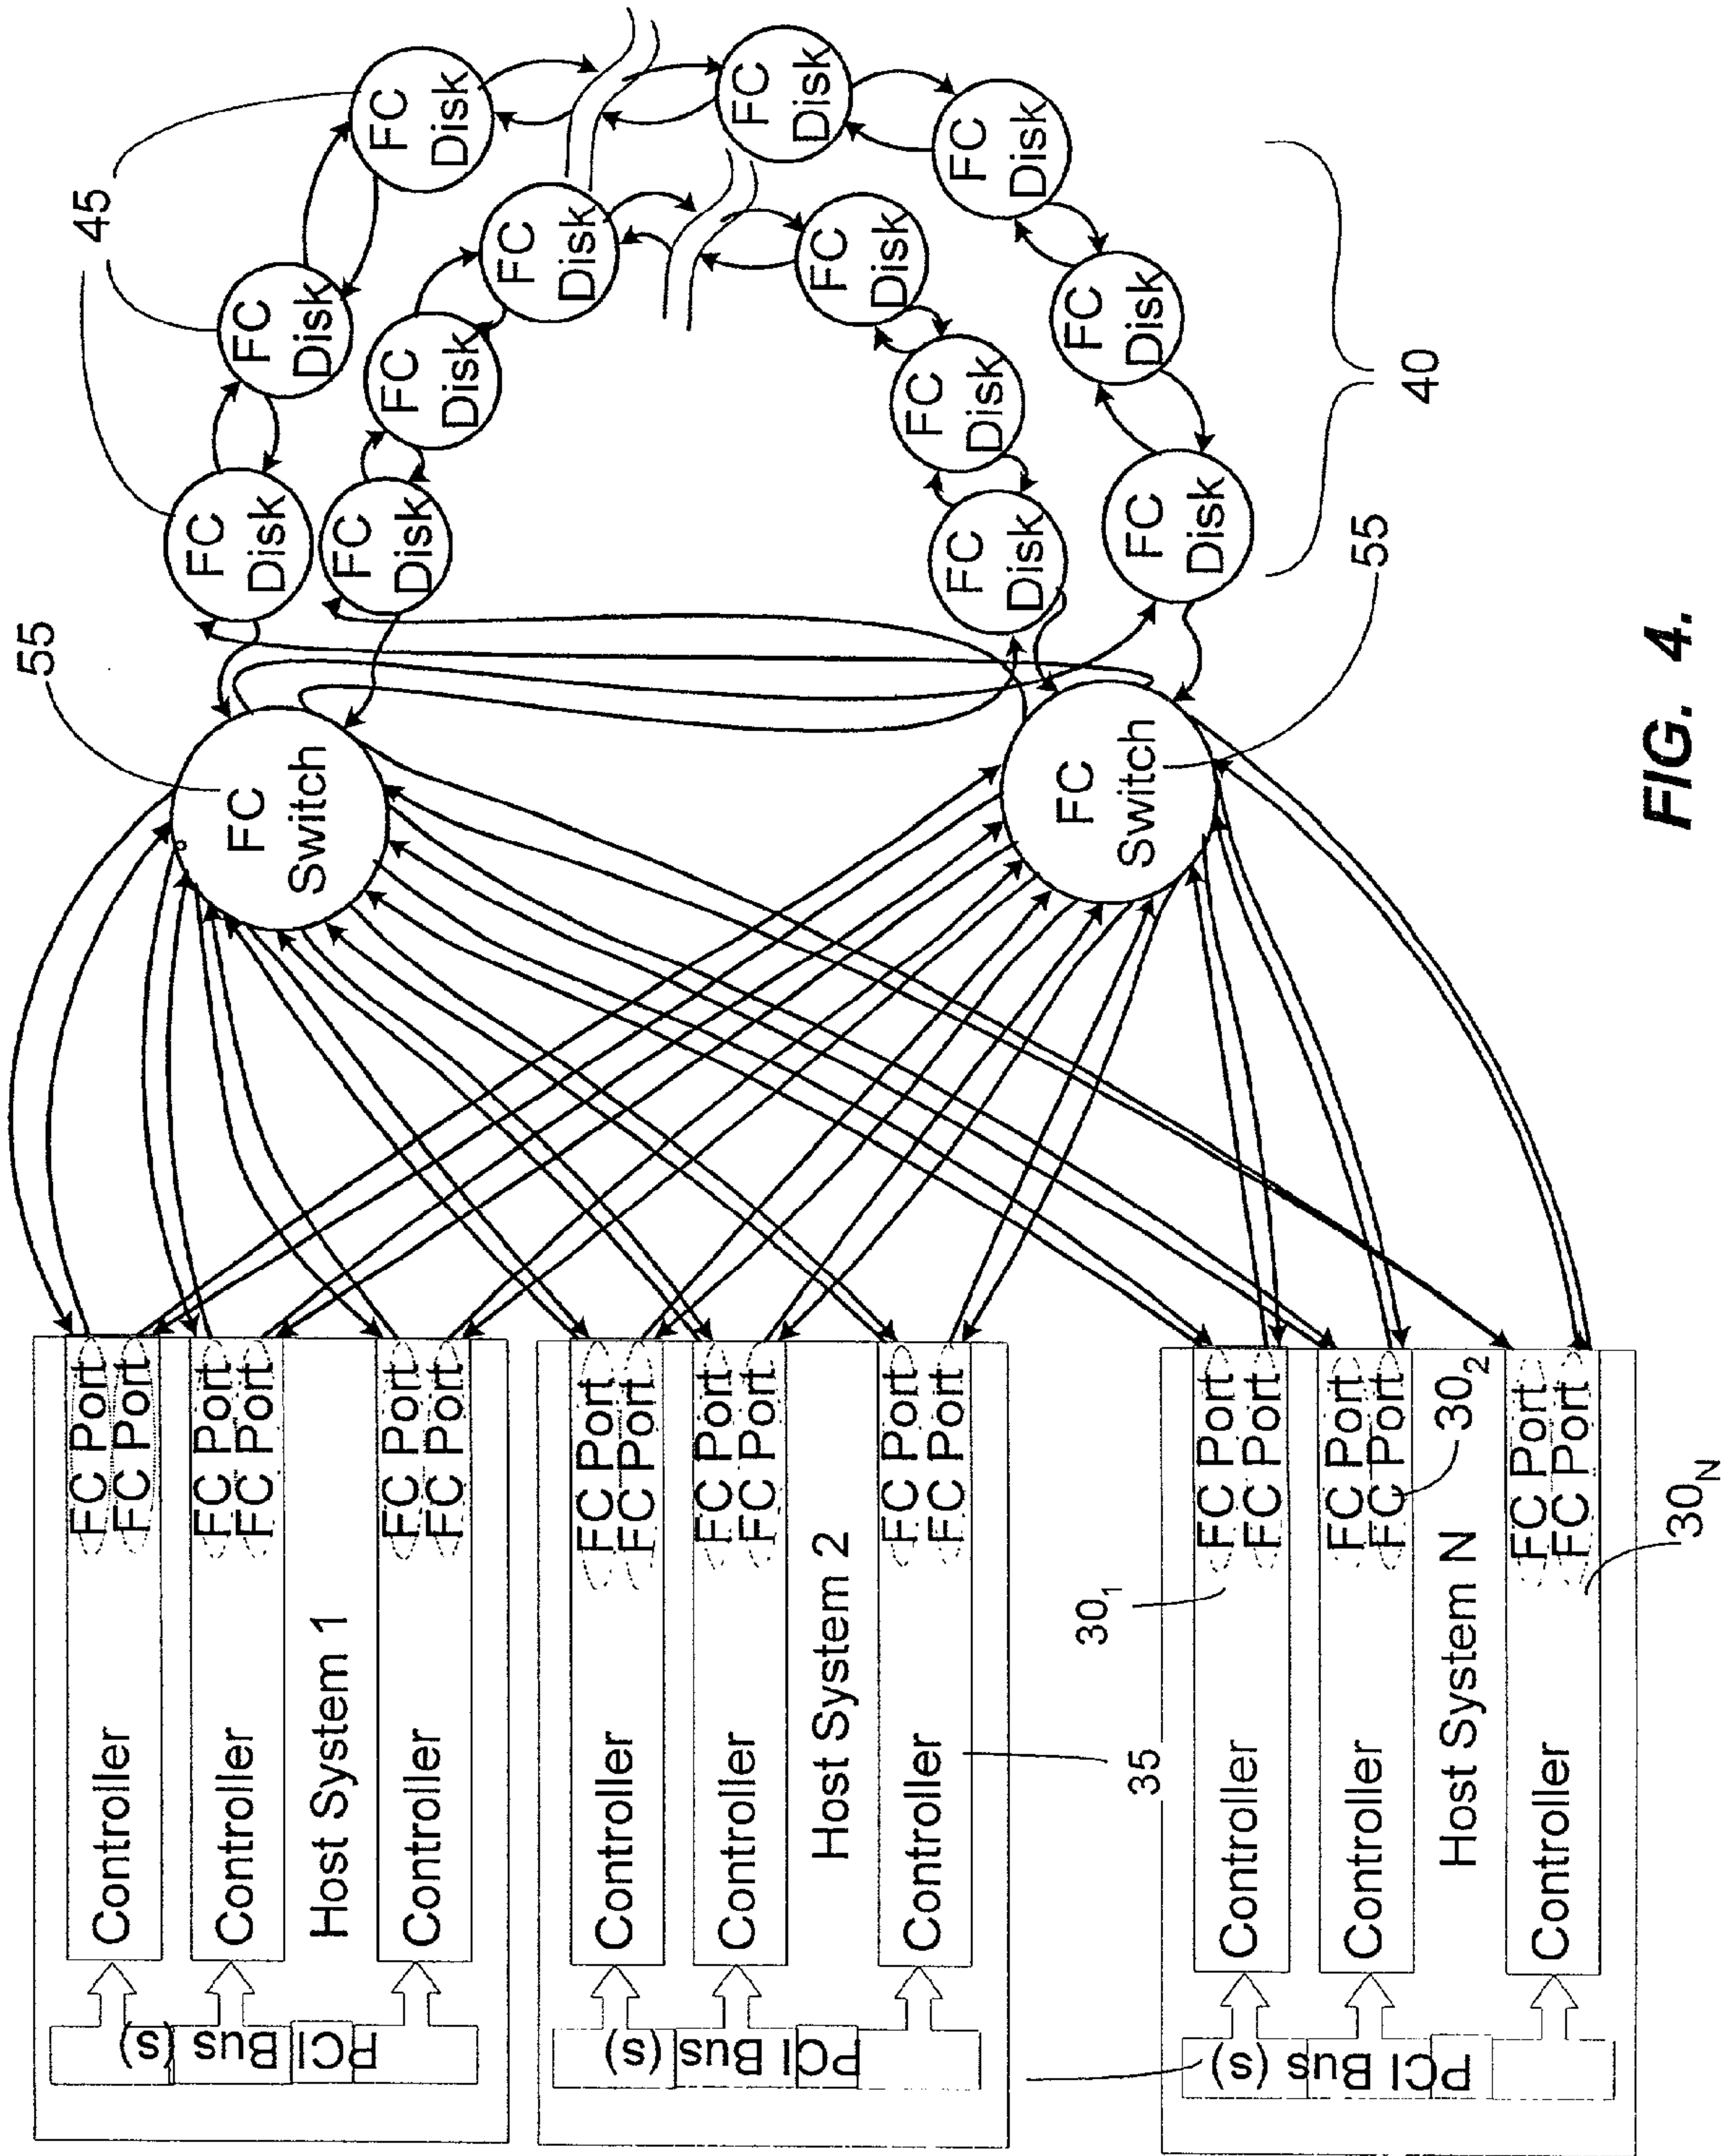 PCI Bus (s)
Controller
FC Port
FC Port
Controller
FC Port
FC Port
Host System 1
Controller
FC Port
FC Port
PCI Bus (s)
Controller
FC Port
FC Port
Controller
FC Port
FC Port
Host System 2
Controller
FC Port
FC Port
35
PCI Bus (s)
30₁
Controller
FC Port
FC Port
Controller
FC Port
FC Port
30₂
Host System N
Controller
FC Port
FC Port
30N
55
FC
Switch
FC
Switch
55
45
FC
Disk
FC
Disk
FC
Disk
FC
Disk
FC
Disk
FC
Disk
FC
Disk
FC
Disk
FC
Disk
FC
Disk
FC
Disk
FC
Disk
FC
Disk
40
FIG. 4.